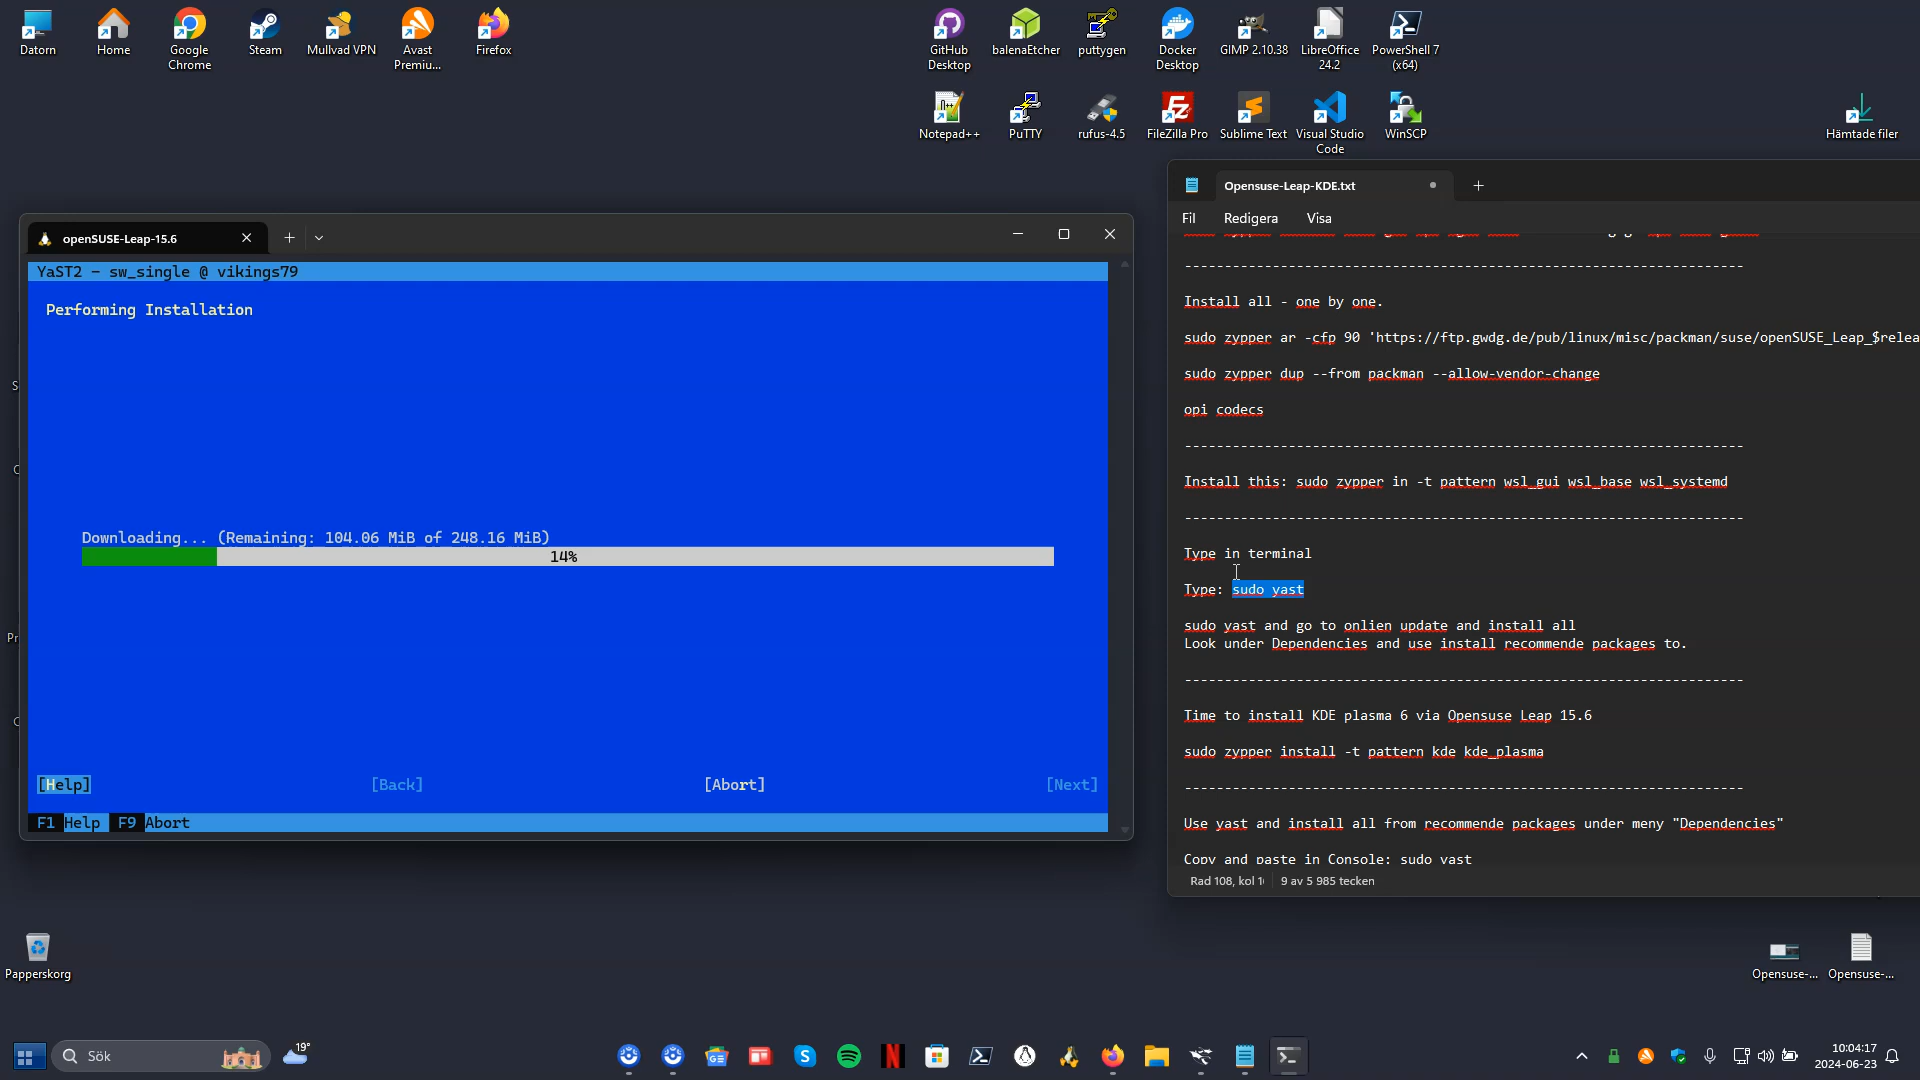 Datorn
Home
Google
Chrome
Steam
Mullvad VPN
Avast
Premiu...
Firefox
GitHub
Desktop
balenaEtcher
puttygen
Docker
Desktop
GIMP 2.10.38
LibreOffice
24.2
PowerShell 7
(x64)
Notepad++
PuTTY
rufus-4.5
FileZilla Pro
Sublime Text
Visual Studio
Code
WinSCP
Hämtade filer
openSUSE-Leap-15.6
YaST2 - sw_single @ vikings79
Performing Installation
Downloading... (Remaining: 104.06 MiB of 248.16 MiB)
14%
[Help]
[Back]
[Abort]
[Next]
F1 Help F9 Abort
Opensuse-Leap-KDE.txt
Fil
Redigera
Visa
---------------------------------------------------------------------
Install all - one by one.
sudo zypper ar -cfp 90 'https://ftp.gwdg.de/pub/linux/misc/packman/suse/openSUSE_Leap_$relea
sudo zypper dup --from packman --allow-vendor-change
opi codecs
---------------------------------------------------------------------
Install this: sudo zypper in -t pattern wsl_gui wsl_base wsl_systemd
---------------------------------------------------------------------
Type in terminal
Type: sudo yast
sudo yast and go to onlien update and install all
Look under Dependencies and use install recommende packages to.
---------------------------------------------------------------------
Time to install KDE plasma 6 via Opensuse Leap 15.6
sudo zypper install -t pattern kde kde_plasma
---------------------------------------------------------------------
Use yast and install all from recommende packages under meny "Dependencies"
Copy and paste in Console: sudo yast
Rad 108, kol 1
9 av 5 985 tecken
Papperskorg
Opensuse-...
Opensuse-...
Sök
19°
10:04:17
2024-06-23